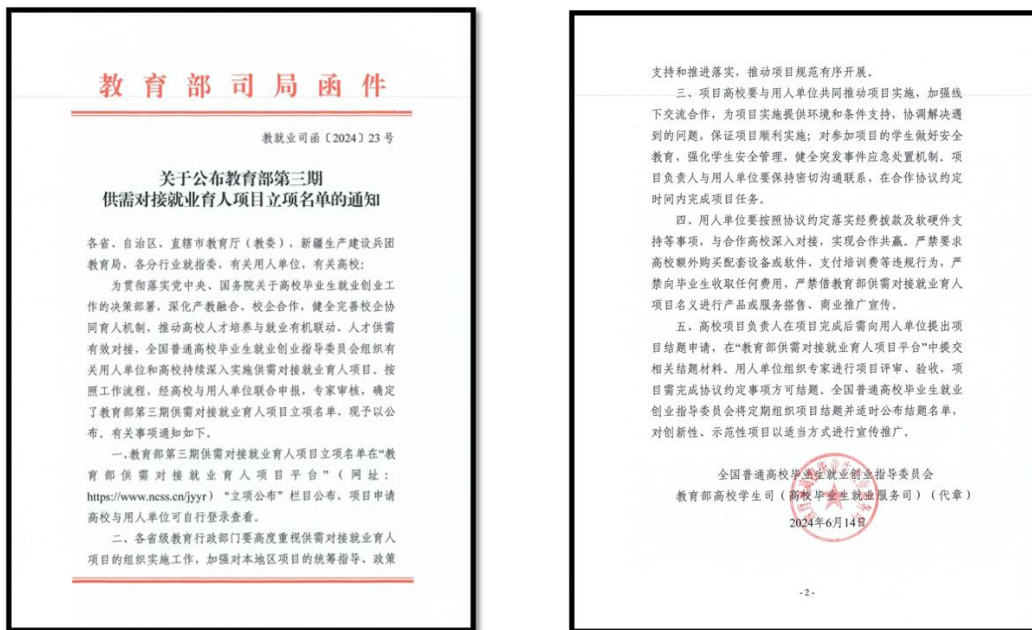 教育部司局函件
教就业司函〔2024〕23 号
关于公布教育部第三期
供需对接就业育人项目立项名单的通知
各省、自治区、直辖市教育厅（教委），新疆生产建设兵团
教育局，各分行业就指委，有关用人单位，有关高校：
为贯彻落实党中央、国务院关于高校毕业生就业创业工
作的决策部署，深化产教融合、校企合作，健全完善校企协
同育人机制，推动高校人才培养与就业有机联动、人才供需
有效对接，全国普通高校毕业生就业创业指导委员会组织有
关用人单位和高校持续深入实施供需对接就业育人项目。按
照工作流程，经高校与用人单位联合申报，专家审核，确定
了教育部第三期供需对接就业育人项目立项名单，现予以公
布。有关事项通知如下。
一、教育部第三期供需对接就业育人项目立项名单在“教
育部供需对接就业育人项目平台”（网址：
https://www.ncss.cn/jyyr）“立项公布”栏目公布，项目申请
高校与用人单位可自行登录查看。
二、各省级教育行政部门要高度重视供需对接就业育人
项目的组织实施工作，加强对本地区项目的统筹指导、政策
支持和推进落实，推动项目规范有序开展。
三、项目高校要与用人单位共同推动项目实施，加强线
下交流合作，为项目实施提供环境和条件支持，协调解决遇
到的问题，保证项目顺利实施；对参加项目的学生做好安全
教育，强化学生安全管理，健全突发事件应急处置机制。项
目负责人与用人单位要保持密切沟通联系，在合作协议约定
时间内完成项目任务。
四、用人单位要按照协议约定落实经费拨款及软硬件支
持等事项，与合作高校深入对接，实现合作共赢。严禁要求
高校额外购买配套设备或软件、支付培训费等违规行为，严
禁向毕业生收取任何费用，严禁借教育部供需对接就业育人
项目名义进行产品或服务搭售、商业推广宣传。
五、高校项目负责人在项目完成后需向用人单位提出项
目结题申请，在“教育部供需对接就业育人项目平台”中提交
相关结题材料。用人单位组织专家进行项目评审、验收，项
目需完成协议约定事项方可结题。全国普通高校毕业生就业
创业指导委员会将定期组织项目结题并适时公布结题名单，
对创新性、示范性项目以适当方式进行宣传推广。
全国普通高校毕业生就业创业指导委员会
教育部高校学生司（高校毕业生就业服务司）（代章）
2024年6月14日
- 2 -